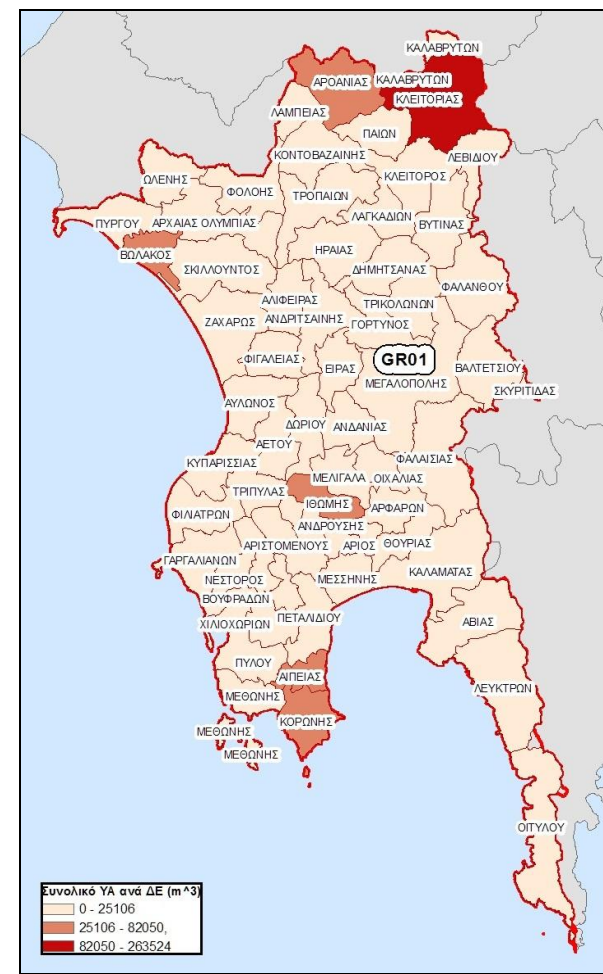 ΚΑΛΑΒΡΥΤΩΝ
ΑΡΟΑΝΙΑΣ
ΚΑΛΑΒΡΥΤΩΝ
ΚΛΕΙΤΟΡΙΑΣ
ΛΑΜΠΕΙΑΣ
ΠΑΙΩΝ
ΚΟΝΤΟΒΑΖΑΙΝΗΣ
ΛΕΒΙΔΙΟΥ
ΩΛΕΝΗΣ
ΦΟΛΟΗΣ
ΚΛΕΙΤΟΡΟΣ
ΤΡΟΠΑΙΩΝ
ΛΑΓΚΑΔΙΩΝ
ΠΥΡΓΟΥ
ΑΡΧΑΙΑΣ ΟΛΥΜΠΙΑΣ
ΒΥΤΙΝΑΣ
ΒΩΛΑΚΟΣ
ΗΡΑΙΑΣ
ΣΚΙΛΛΟΥΝΤΟΣ
ΔΗΜΗΤΣΑΝΑΣ
ΦΑΛΑΝΘΟΥ
ΑΛΙΦΕΙΡΑΣ
ΤΡΙΚΟΛΩΝΩΝ
ΖΑΧΑΡΩΣ
ΑΝΔΡΙΤΣΑΙΝΗΣ
ΓΟΡΤΥΝΟΣ
ΦΙΓΑΛΕΙΑΣ
ΕΙΡΑΣ
GR01
ΜΕΓΑΛΟΠΟΛΗΣ
ΒΑΛΤΕΤΣΙΟΥ
ΣΚΥΡΙΤΙΔΑΣ
ΑΥΛΩΝΟΣ
ΔΩΡΙΟΥ
ΑΝΔΑΝΙΑΣ
ΑΕΤΟΥ
ΚΥΠΑΡΙΣΣΙΑΣ
ΦΑΛΑΙΣΙΑΣ
ΜΕΛΙΓΑΛΑ
ΟΙΧΑΛΙΑΣ
ΤΡΙΠΥΛΑΣ
ΙΘΩΜΗΣ
ΑΡΦΑΡΩΝ
ΦΙΛΙΑΤΡΩΝ
ΑΝΔΡΟΥΣΗΣ
ΑΡΙΣΤΟΜΕΝΟΥΣ
ΑΡΙΟΣ
ΘΟΥΡΙΑΣ
ΓΑΡΓΑΛΙΑΝΩΝ
ΝΕΣΤΟΡΟΣ
ΜΕΣΣΗΝΗΣ
ΚΑΛΑΜΑΤΑΣ
ΒΟΥΦΡΑΔΩΝ
ΧΙΛΙΟΧΩΡΙΩΝ
ΠΕΤΑΛΙΔΙΟΥ
ΑΒΙΑΣ
ΠΥΛΟΥ
ΑΙΠΕΙΑΣ
ΜΕΘΩΝΗΣ
ΛΕΥΚΤΡΩΝ
ΚΟΡΩΝΗΣ
ΜΕΘΩΝΗΣ
ΜΕΘΩΝΗΣ
ΟΙΤΥΛΟΥ
Συνολικό ΥΑ ανά ΔΕ (m^3)
0 - 25106
25106 - 82050,
82050 - 263524